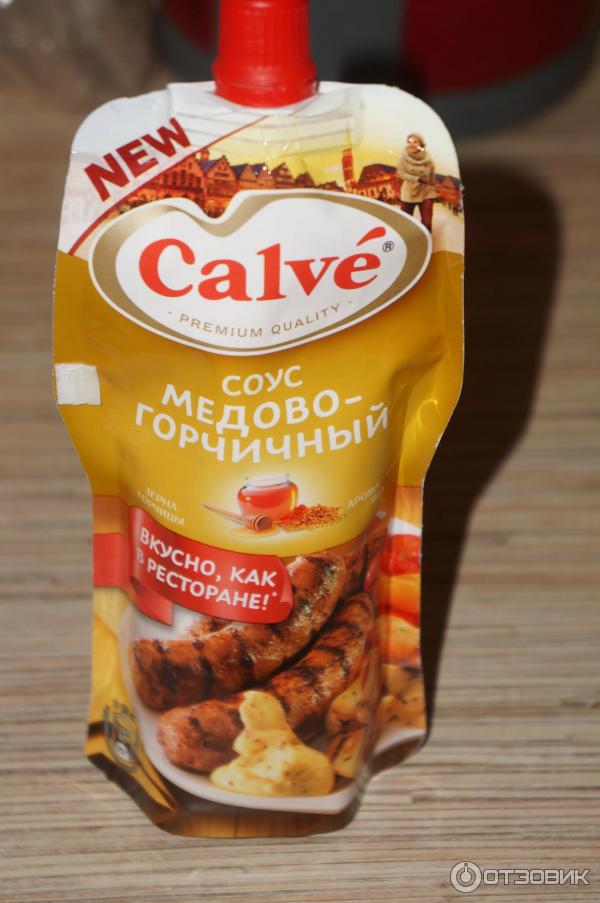 NEW
Calvé®
- PREMIUM QUALITY -
СОУС
МЕДОВО-
ГОРЧИЧНЫЙ
ЗЕРНА
ГОРЧИЦЫ
ВКУСНО, КАК
В РЕСТОРАНЕ!*
ОТЗОВИК